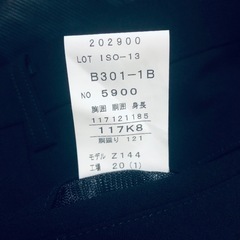 202900
LOT ISO-13
B301-1B
NO 5900
胸囲 胴囲 身長
117121185
117K8
胸廻り 121
モデル Z144
工場 20(1)